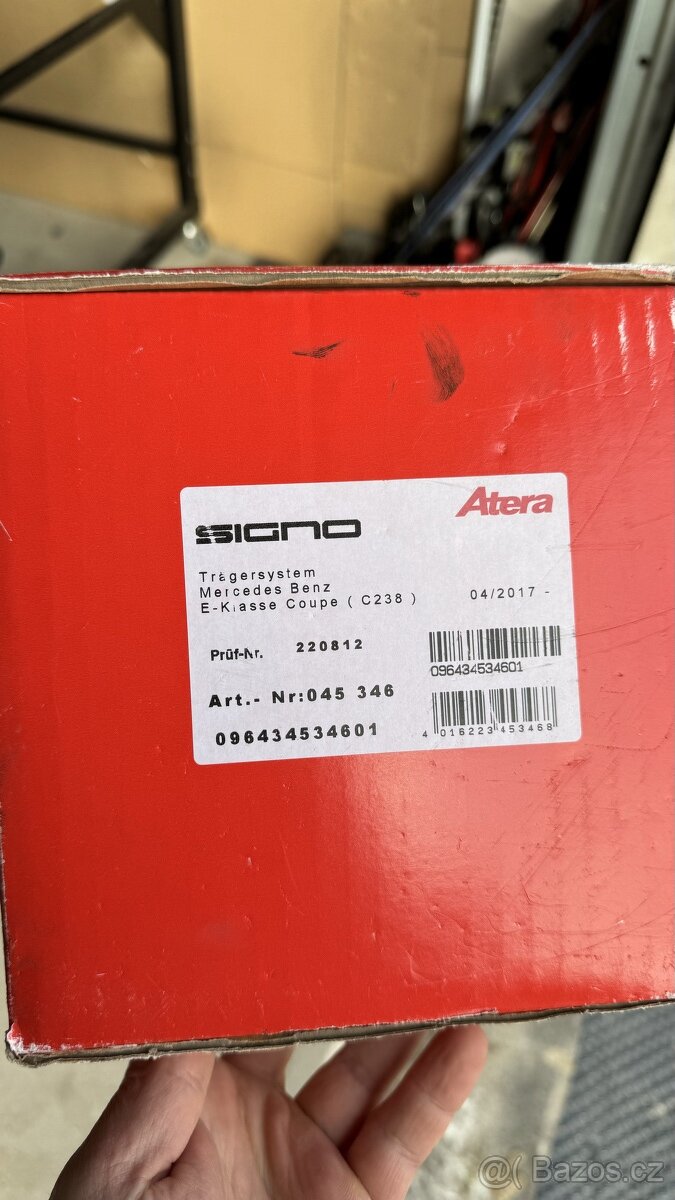 SIGNO
Atera
Trägersystem
Mercedes Benz
E-Klasse Coupe ( C238 )
04/2017 -
Prüf-Nr. 220812
096434534601
Art.- Nr:045 346
096434534601
4 016223 453468
@ Bazos.cz